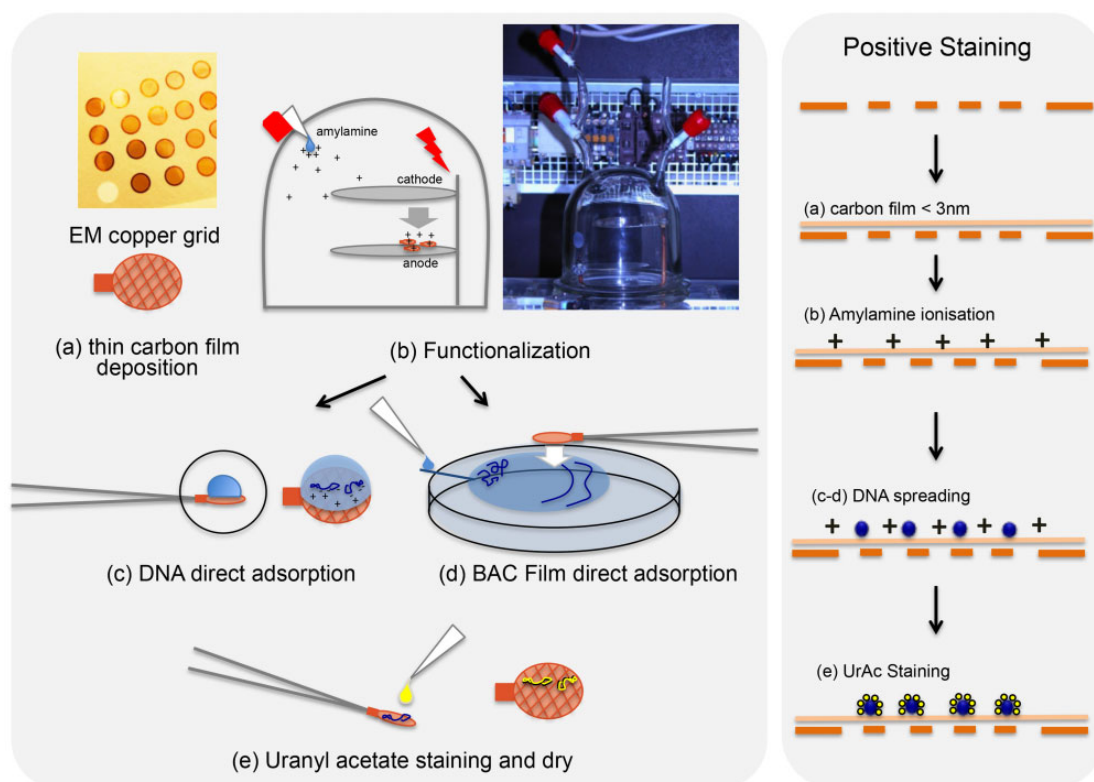 amylamine
cathode
anode
EM copper grid
(a) thin carbon film
deposition
(b) Functionalization
(c) DNA direct adsorption
(d) BAC Film direct adsorption
(e) Uranyl acetate staining and dry
Positive Staining
(a) carbon film < 3nm
(b) Amylamine ionisation
(c-d) DNA spreading
(e) UrAc Staining